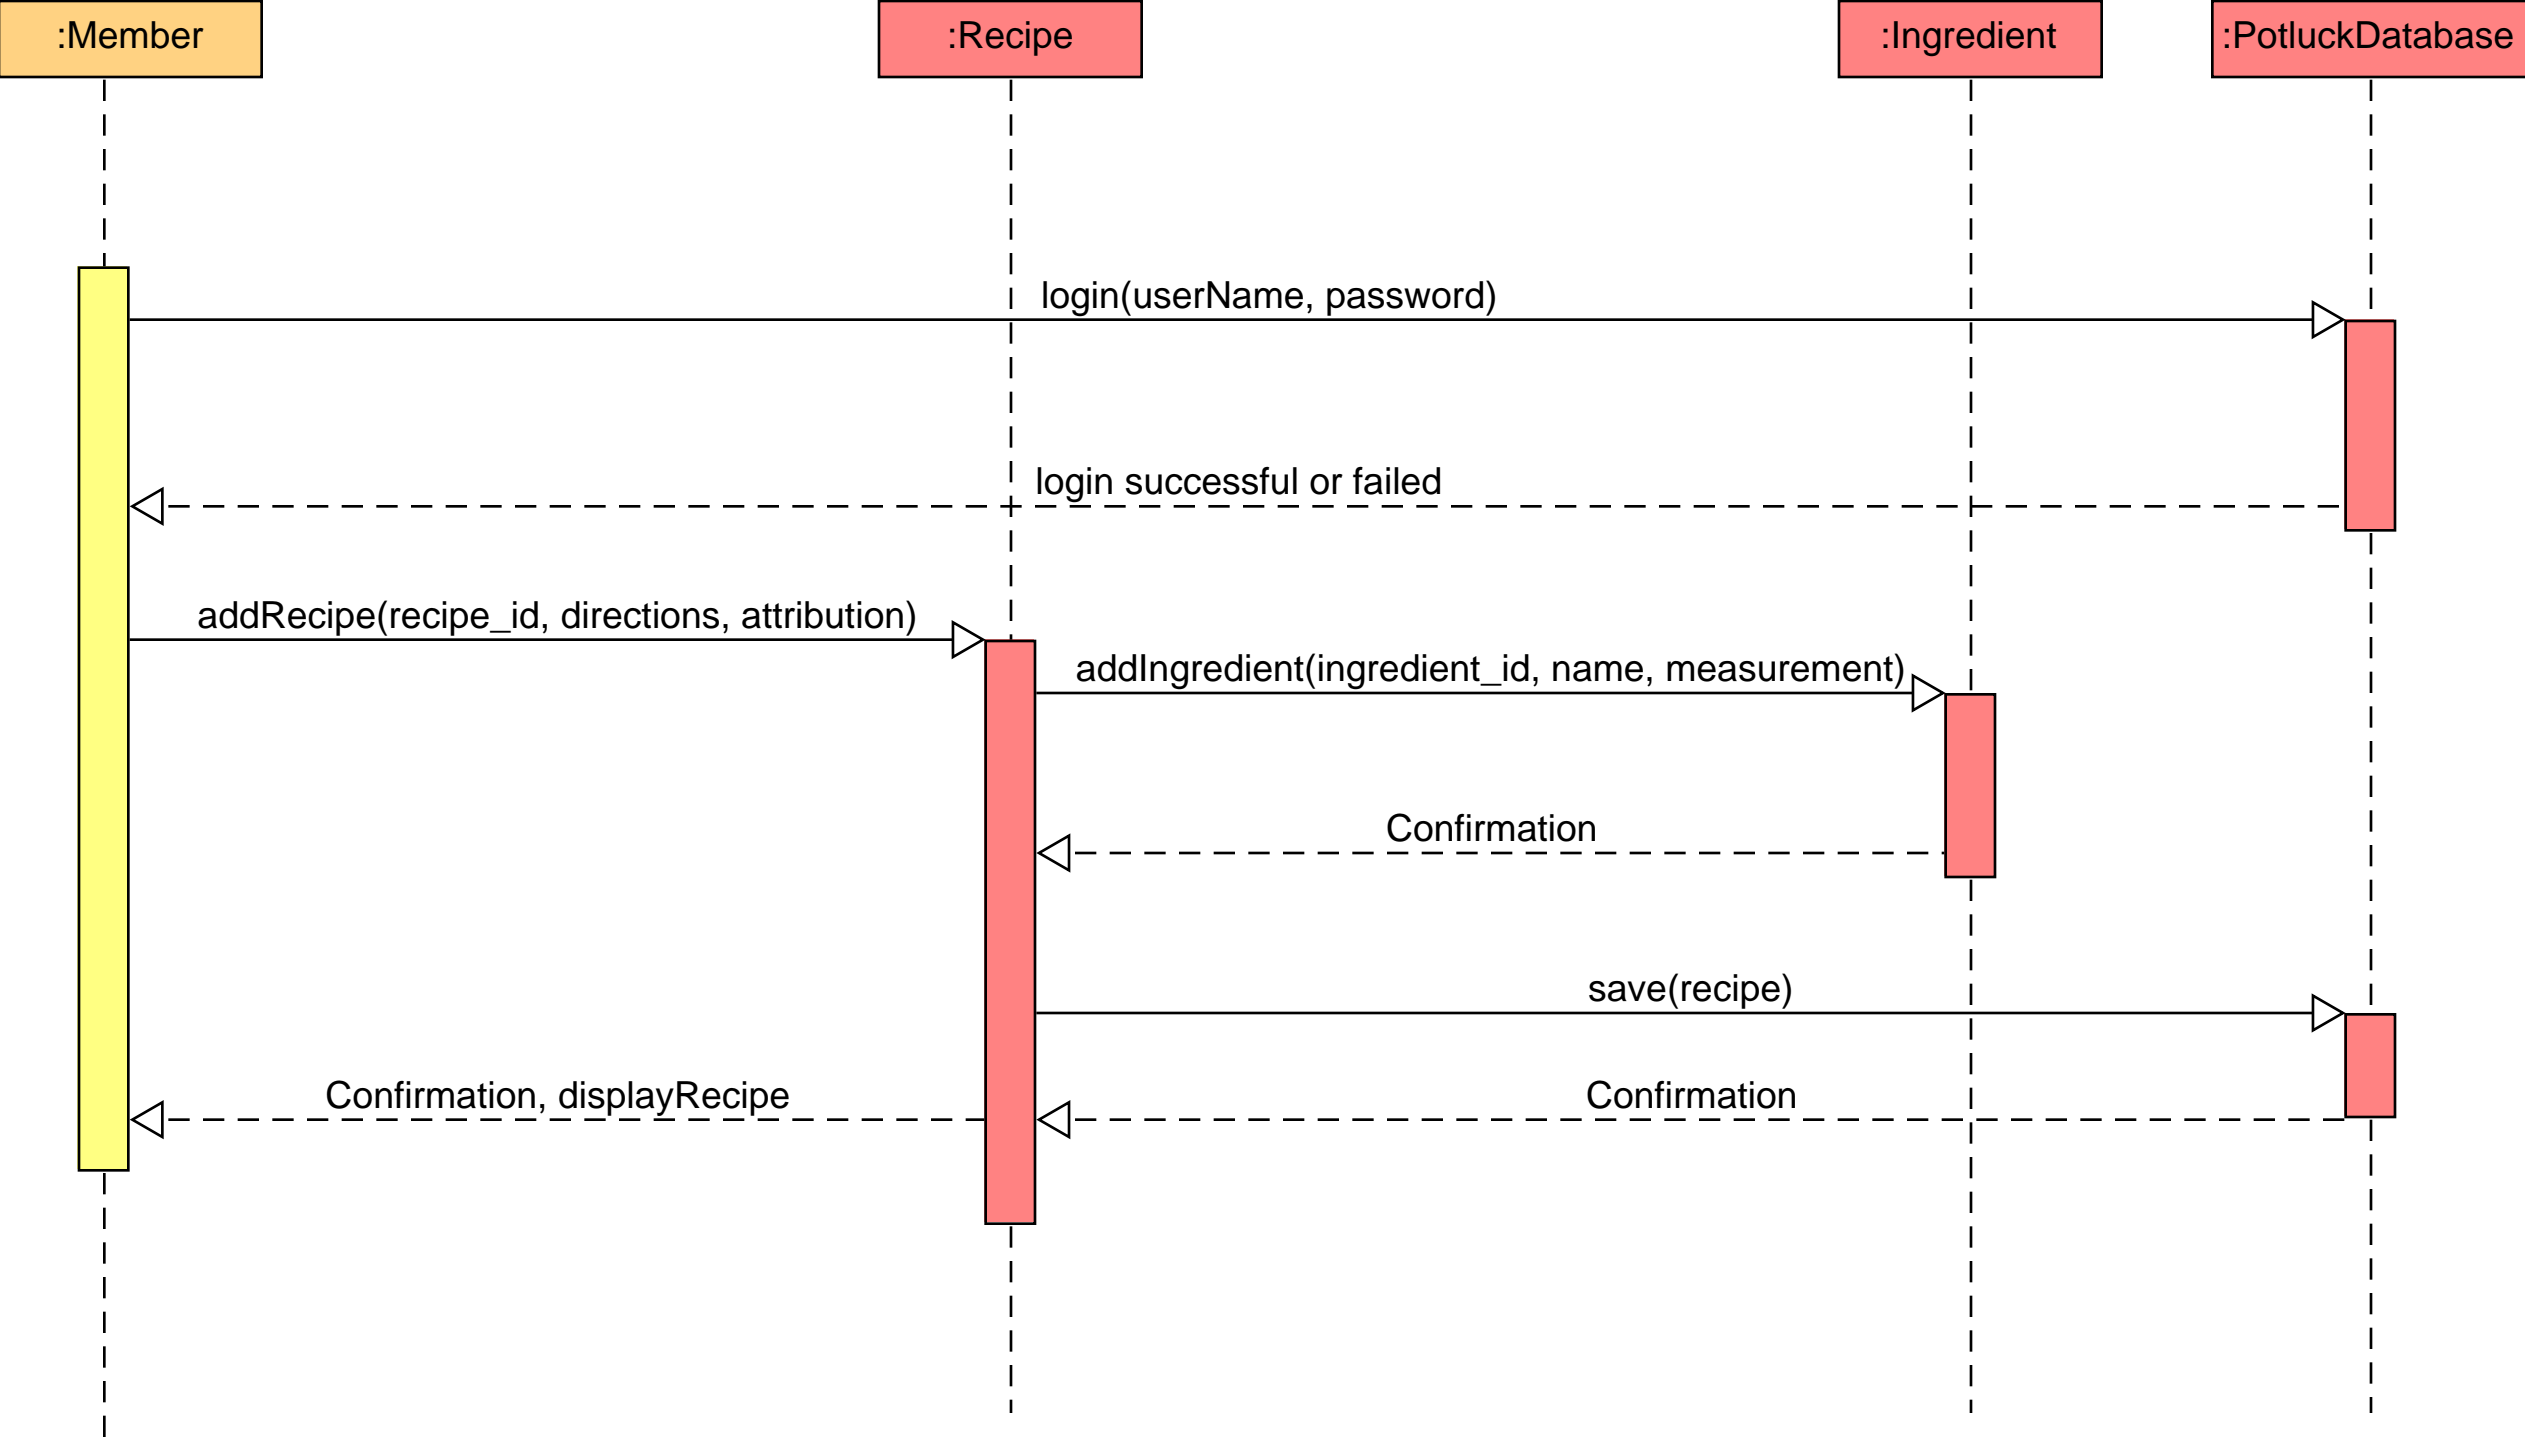 :Member
:Recipe
:Ingredient
:PotluckDatabase
login(userName, password)
login successful or failed
addRecipe(recipe_id, directions, attribution)
addIngredient(ingredient_id, name, measurement)
Confirmation
save(recipe)
Confirmation, displayRecipe
Confirmation